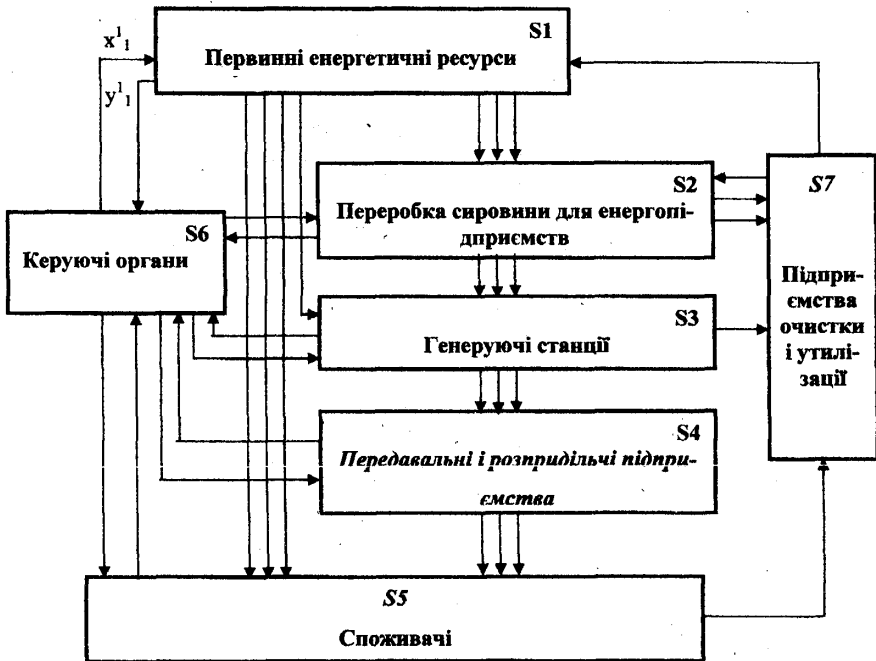 S1
x¹₁
Первинні енергетичні ресурси
y¹₁
S2
Переробка сировини для енергопі-
дприємств
S7
S6
Керуючі органи
Підпри-
ємства
очистки
і утилі-
зації
S3
Генеруючі станції
S4
Передавальні і розпридільчі підпри-
ємства
S5
Споживачі